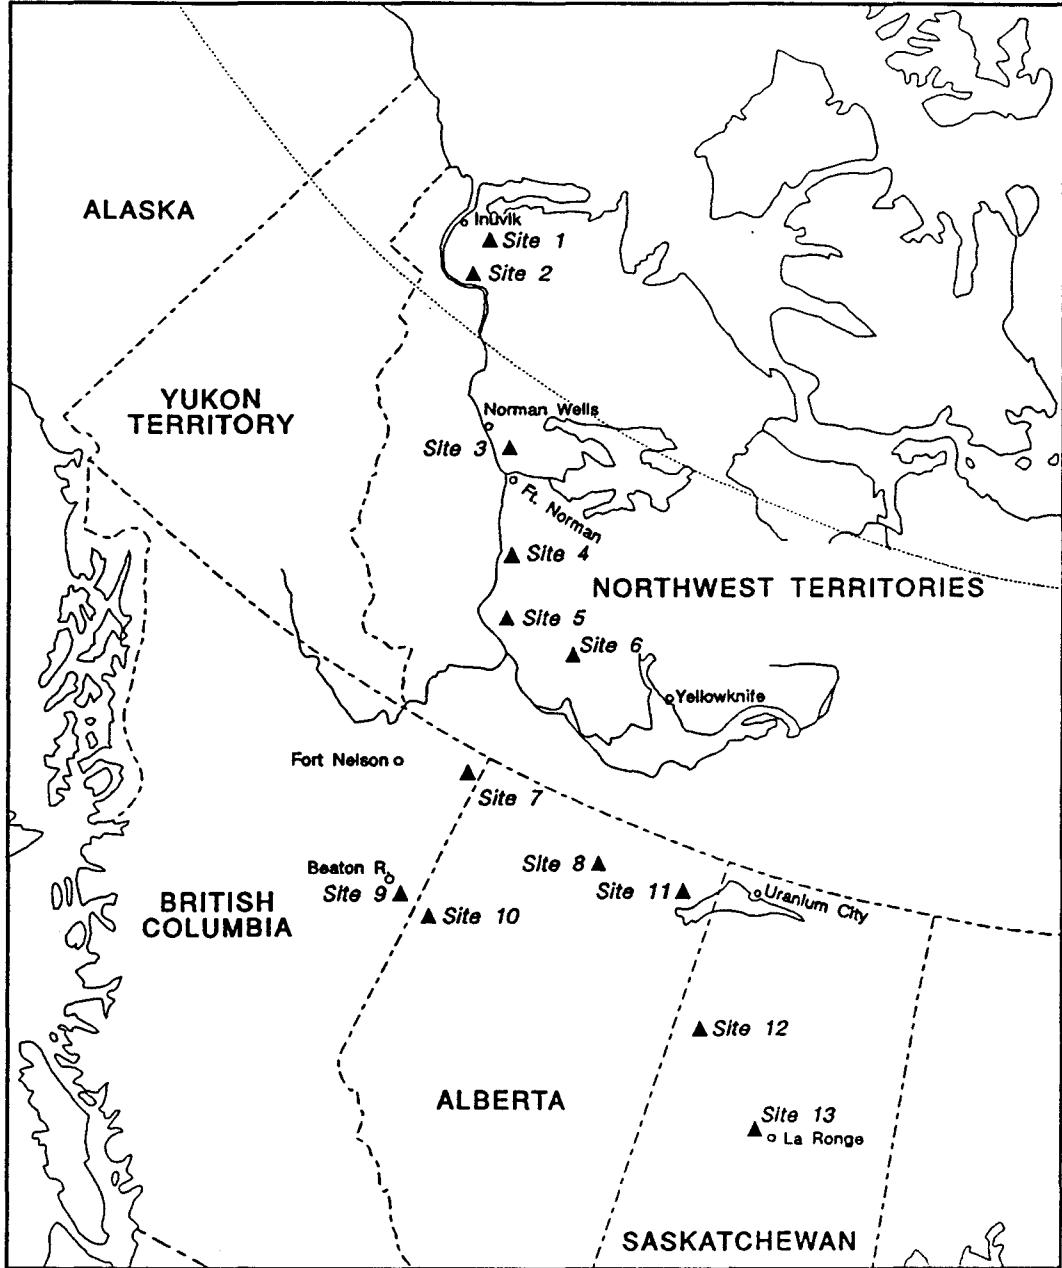 Inuvik
ALASKA
Site 1
Site 2
YUKON
TERRITORY
Norman Wells
Site 3
Ft. Norman
Site 4
NORTHWEST TERRITORIES
Site 5
Site 6
Yellowknife
Fort Nelson
Site 7
Site 8
Beaton R.
Site 9
Site 11
Uranium City
BRITISH
COLUMBIA
Site 10
Site 12
ALBERTA
Site 13
La Ronge
SASKATCHEWAN